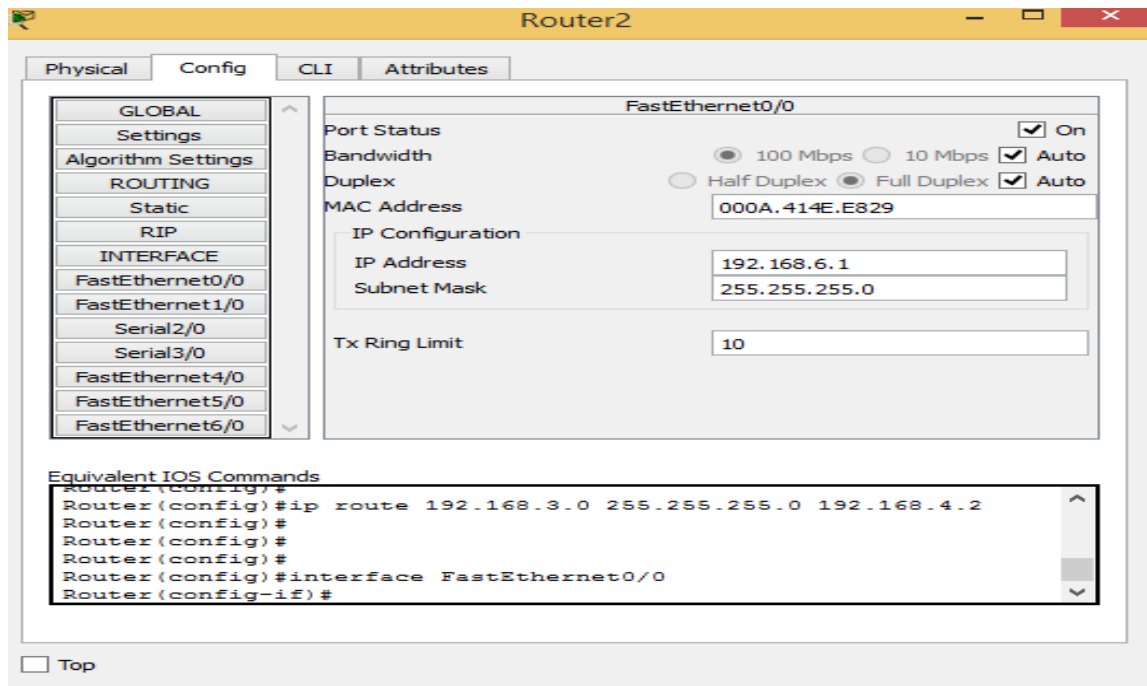 Router2
Physical Config CLI Attributes
GLOBAL
Settings
Algorithm Settings
ROUTING
Static
RIP
INTERFACE
FastEthernet0/0
FastEthernet1/0
Serial2/0
Serial3/0
FastEthernet4/0
FastEthernet5/0
FastEthernet6/0
FastEthernet0/0
Port Status On
Bandwidth 100 Mbps 10 Mbps Auto
Duplex Half Duplex Full Duplex Auto
MAC Address 000A.414E.E829
IP Configuration
IP Address 192.168.6.1
Subnet Mask 255.255.255.0
Tx Ring Limit 10
Equivalent IOS Commands
Router(config)#
Router(config)#ip route 192.168.3.0 255.255.255.0 192.168.4.2
Router(config)#
Router(config)#
Router(config)#
Router(config)#interface FastEthernet0/0
Router(config-if)#
Top